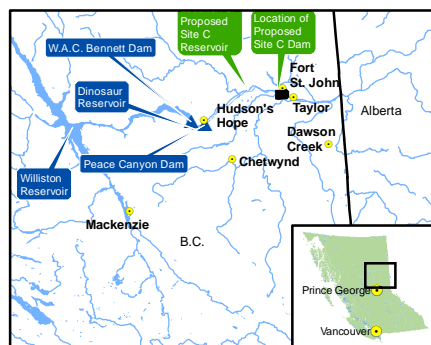 Proposed
Site C
Reservoir
Location of
Proposed
Site C Dam
W.A.C. Bennett Dam
Fort
St. John
Dinosaur
Reservoir
Hudson's
Hope
Taylor
Alberta
Dawson
Creek
Williston
Reservoir
Peace Canyon Dam
Chetwynd
Mackenzie
B.C.
Prince George
Vancouver